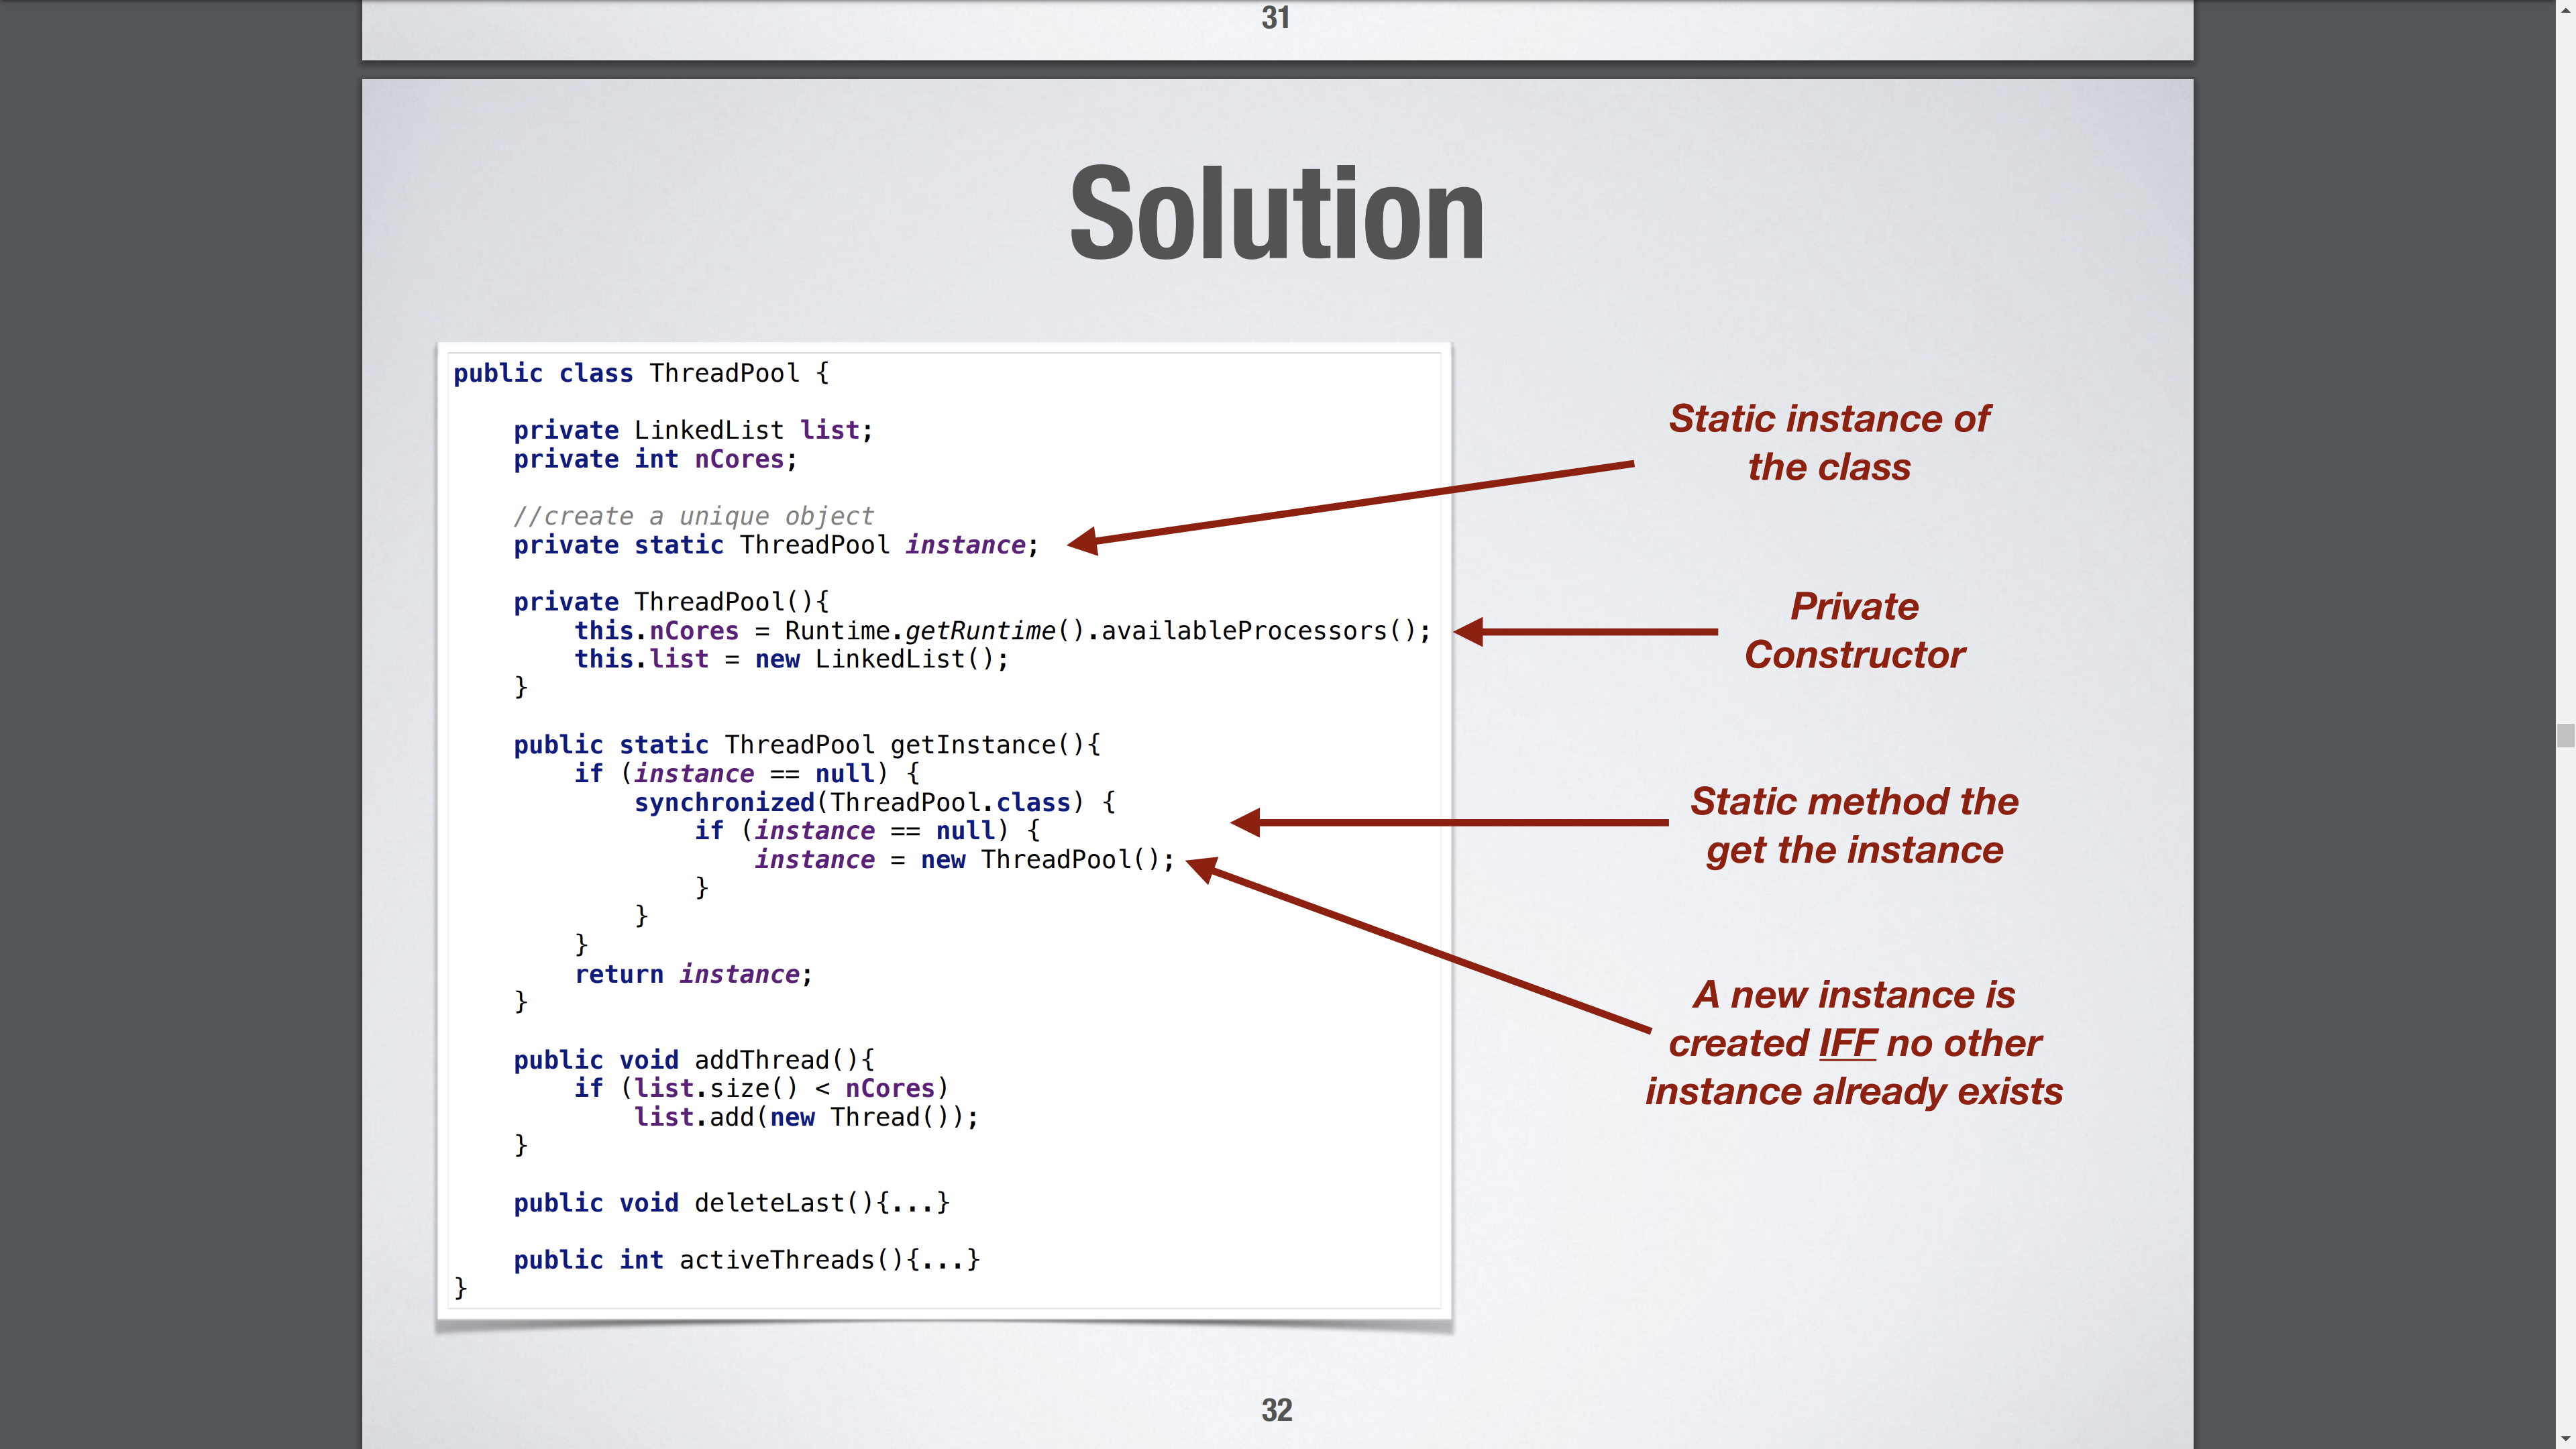 31
Solution
public class ThreadPool {
private LinkedList list;
private int nCores;
//create a unique object
private static ThreadPool instance;
private ThreadPool(){
this.nCores = Runtime.getRuntime().availableProcessors();
this.list = new LinkedList();
}
public static ThreadPool getInstance(){
if (instance == null) {
synchronized(ThreadPool.class) {
if (instance == null) {
instance = new ThreadPool();
}
}
}
return instance;
}
public void addThread(){
if (list.size() < nCores)
list.add(new Thread());
}
public void deleteLast(){...}
public int activeThreads(){...}
}
Static instance of
the class
Private
Constructor
Static method the
get the instance
A new instance is
created IFF no other
instance already exists
32